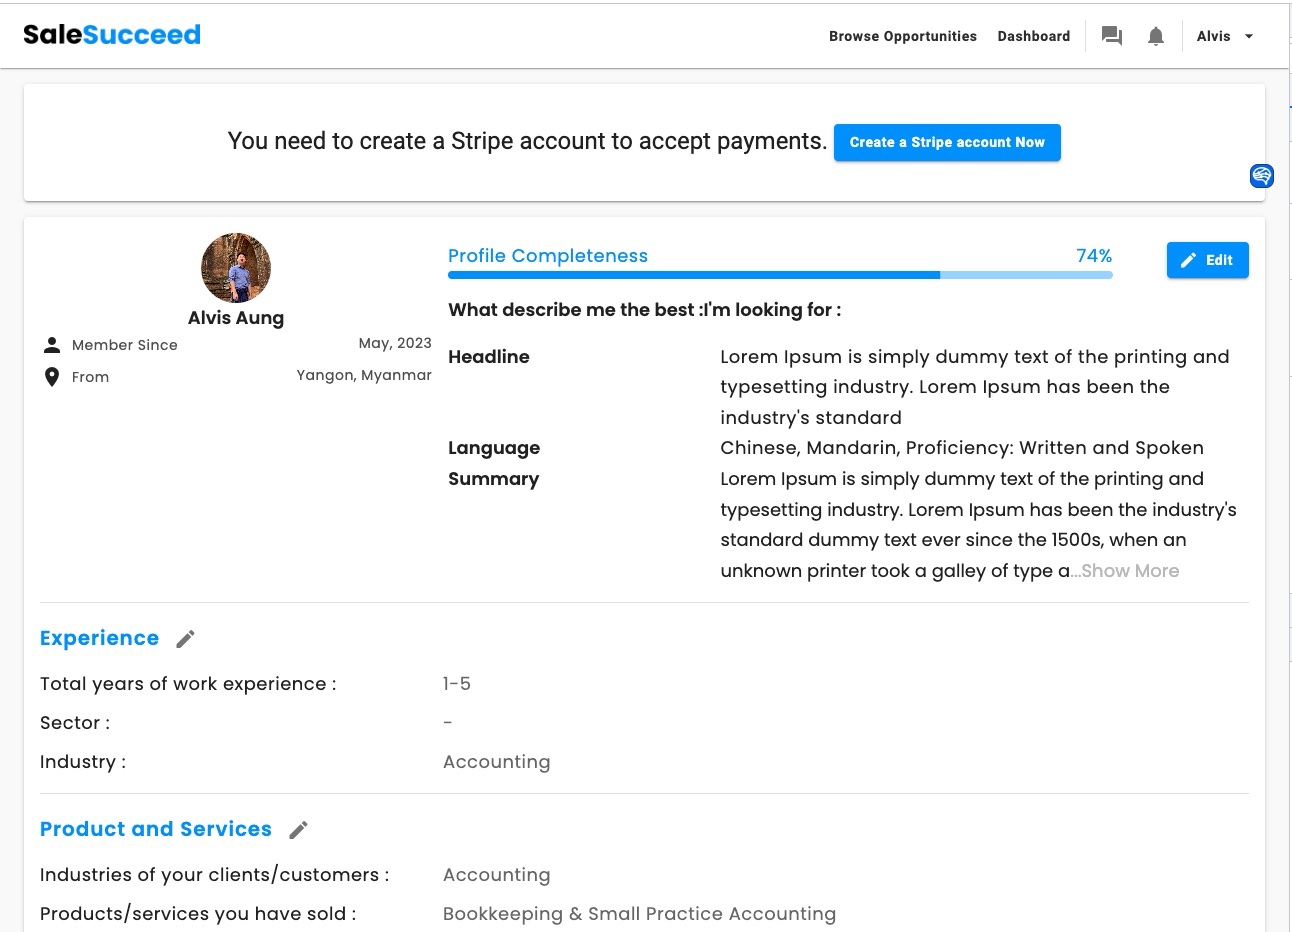 SaleSucceed
Browse Opportunities
Dashboard
Alvis
You need to create a Stripe account to accept payments.
Create a Stripe account Now
Alvis Aung
Member Since
May, 2023
From
Yangon, Myanmar
Profile Completeness
74%
Edit
What describe me the best :I'm looking for :
Headline
Lorem Ipsum is simply dummy text of the printing and
typesetting industry. Lorem Ipsum has been the
industry's standard
Language
Chinese, Mandarin, Proficiency: Written and Spoken
Summary
Lorem Ipsum is simply dummy text of the printing and
typesetting industry. Lorem Ipsum has been the industry's
standard dummy text ever since the 1500s, when an
unknown printer took a galley of type a...Show More
Experience
Total years of work experience :
1-5
Sector :
-
Industry :
Accounting
Product and Services
Industries of your clients/customers :
Accounting
Products/services you have sold :
Bookkeeping & Small Practice Accounting